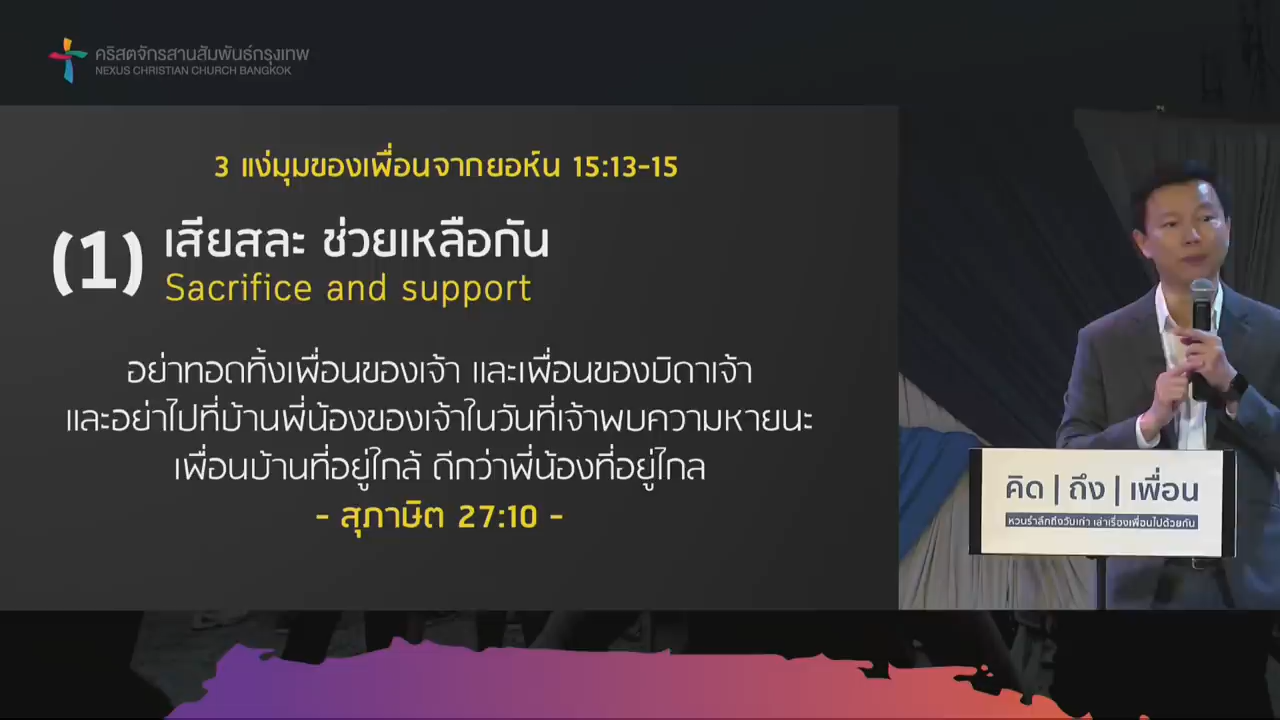 คริสตจักรสานสัมพันธ์กรุงเทพ
NEXUS CHRISTIAN CHURCH BANGKOK
3 แง่มุมของเพื่อนจากยอห์น 15:13-15
(1) เสียสละ ช่วยเหลือกัน
Sacrifice and support
อย่าทอดทิ้งเพื่อนของเจ้า และเพื่อนของบิดาเจ้า
และอย่าไปที่บ้านพี่น้องของเจ้าในวันที่เจ้าพบความหายนะ
เพื่อนบ้านที่อยู่ใกล้ ดีกว่าพี่น้องที่อยู่ไกล
- สุภาษิต 27:10 -
คิด | ถึง | เพื่อน
หวนรำลึกถึงวันเก่า เล่าเรื่องเพื่อนไปด้วยกัน